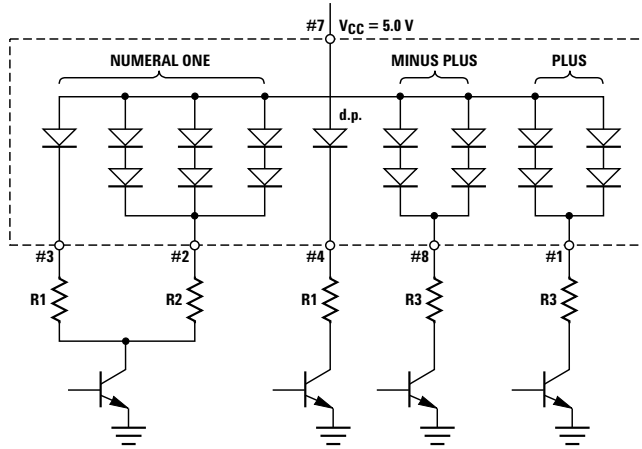 #7 VCC = 5.0 V
NUMERAL ONE MINUS PLUS PLUS
d.p.
#3 #2 #4 #8 #1
R1 R2 R1 R3 R3